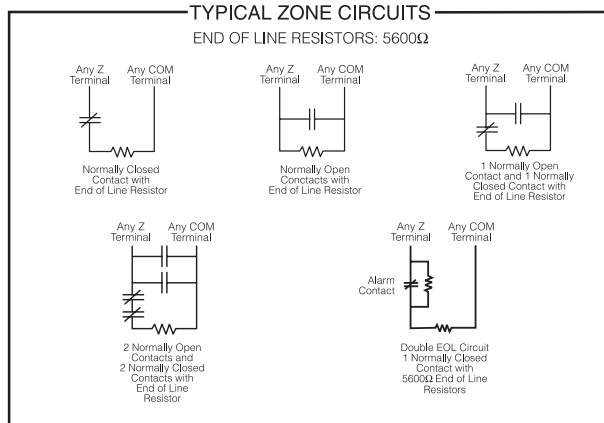 TYPICAL ZONE CIRCUITS
END OF LINE RESISTORS: 5600Ω
Any Z Terminal
Any COM Terminal
Normally Closed
Contact with
End of Line Resistor
Any Z Terminal
Any COM Terminal
Normally Open
Conctacts with
End of Line Resistor
Any Z Terminal
Any COM Terminal
1 Normally Open
Contact and 1 Normally
Closed Contact with
End of Line Resistor
Any Z Terminal
Any COM Terminal
2 Normally Open
Contacts and
2 Normally Closed
Contacts with
End of Line
Resistor
Any Z Terminal
Any COM Terminal
Alarm
Contact
Double EOL Circuit
1 Normally Closed
Contact with
5600Ω End of Line
Resistors